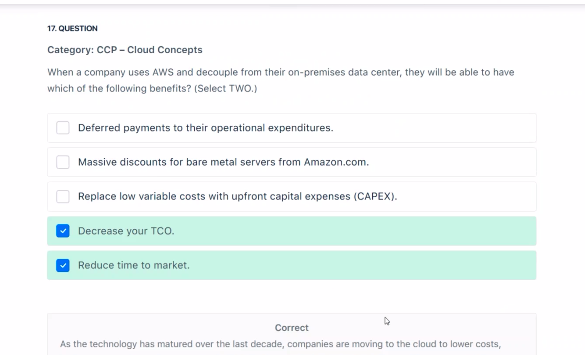 17. QUESTION
Category: CCP – Cloud Concepts
When a company uses AWS and decouple from their on-premises data center, they will be able to have
which of the following benefits? (Select TWO.)
Deferred payments to their operational expenditures.
Massive discounts for bare metal servers from Amazon.com.
Replace low variable costs with upfront capital expenses (CAPEX).
Decrease your TCO.
Reduce time to market.
Correct
As the technology has matured over the last decade, companies are moving to the cloud to lower costs,